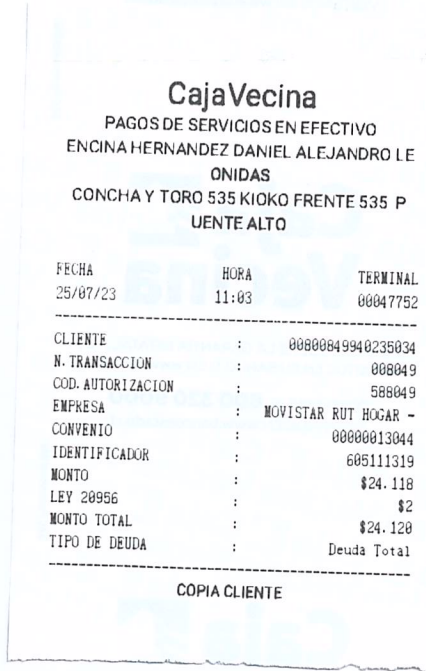 CajaVecina
PAGOS DE SERVICIOS EN EFECTIVO
ENCINA HERNANDEZ DANIEL ALEJANDRO LE
ONIDAS
CONCHA Y TORO 535 KIOKO FRENTE 535 P
UENTE ALTO
FECHA HORA TERMINAL
25/07/23 11:03 00047752
CLIENTE : 00800849940235034
N. TRANSACCION 008049
COD. AUTORIZACION : 588049
EMPRESA : MOVISTAR RUT HOGAR -
CONVENIO : 00000013044
IDENTIFICADOR : 605111319
MONTO : $24.118
LEY 20956 : $2
MONTO TOTAL : $24.120
TIPO DE DEUDA : Deuda Total
COPIA CLIENTE